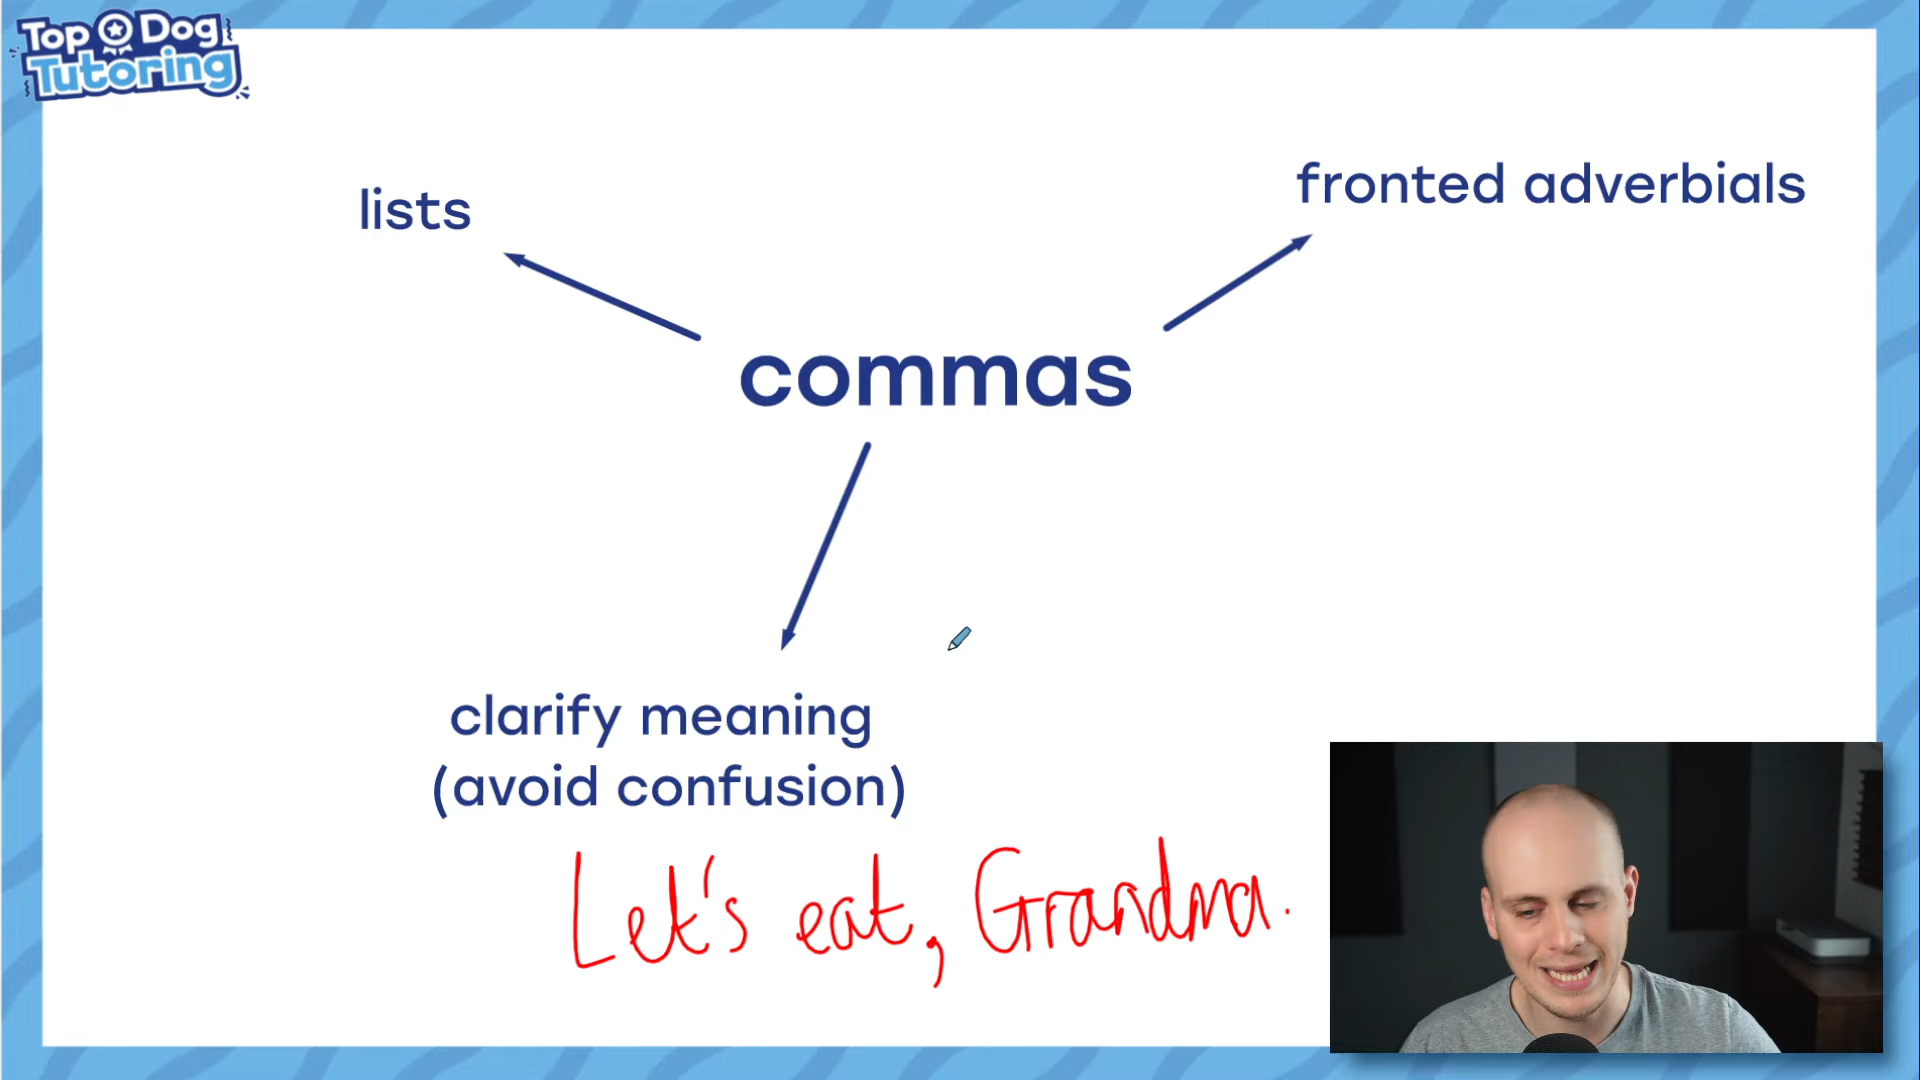 Top Dog
Tutoring
lists
fronted adverbials
commas
clarify meaning
(avoid confusion)
Let's eat, Grandma.